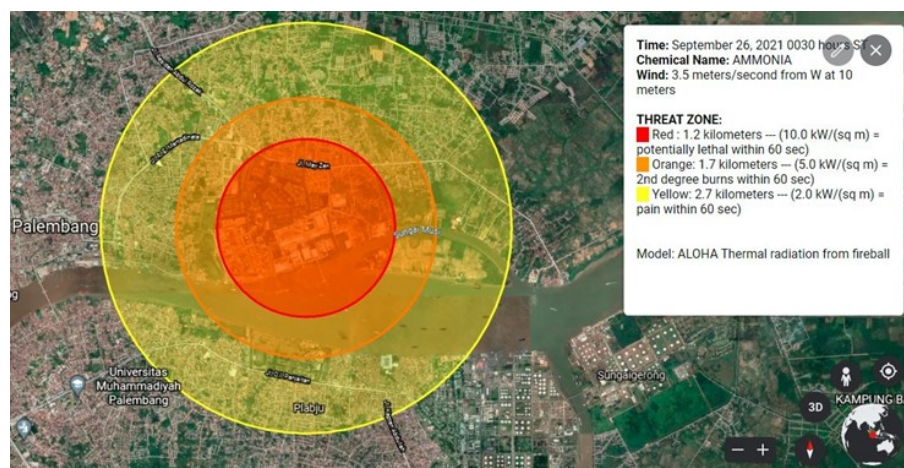 Time: September 26, 2021 0030 hours ST
Chemical Name: AMMONIA
Wind: 3.5 meters/second from W at 10
meters
THREAT ZONE:
Red : 1.2 kilometers --- (10.0 kW/(sq m) =
potentially lethal within 60 sec)
Orange: 1.7 kilometers --- (5.0 kW/(sq m) =
2nd degree burns within 60 sec)
Yellow: 2.7 kilometers --- (2.0 kW/(sq m) =
pain within 60 sec)
Model: ALOHA Thermal radiation from fireball
Palembang
Sungai Musi
Universitas
Muhammadiyah
Palembang
Plabju
Sungaigerong
KAMPUNG B
3D